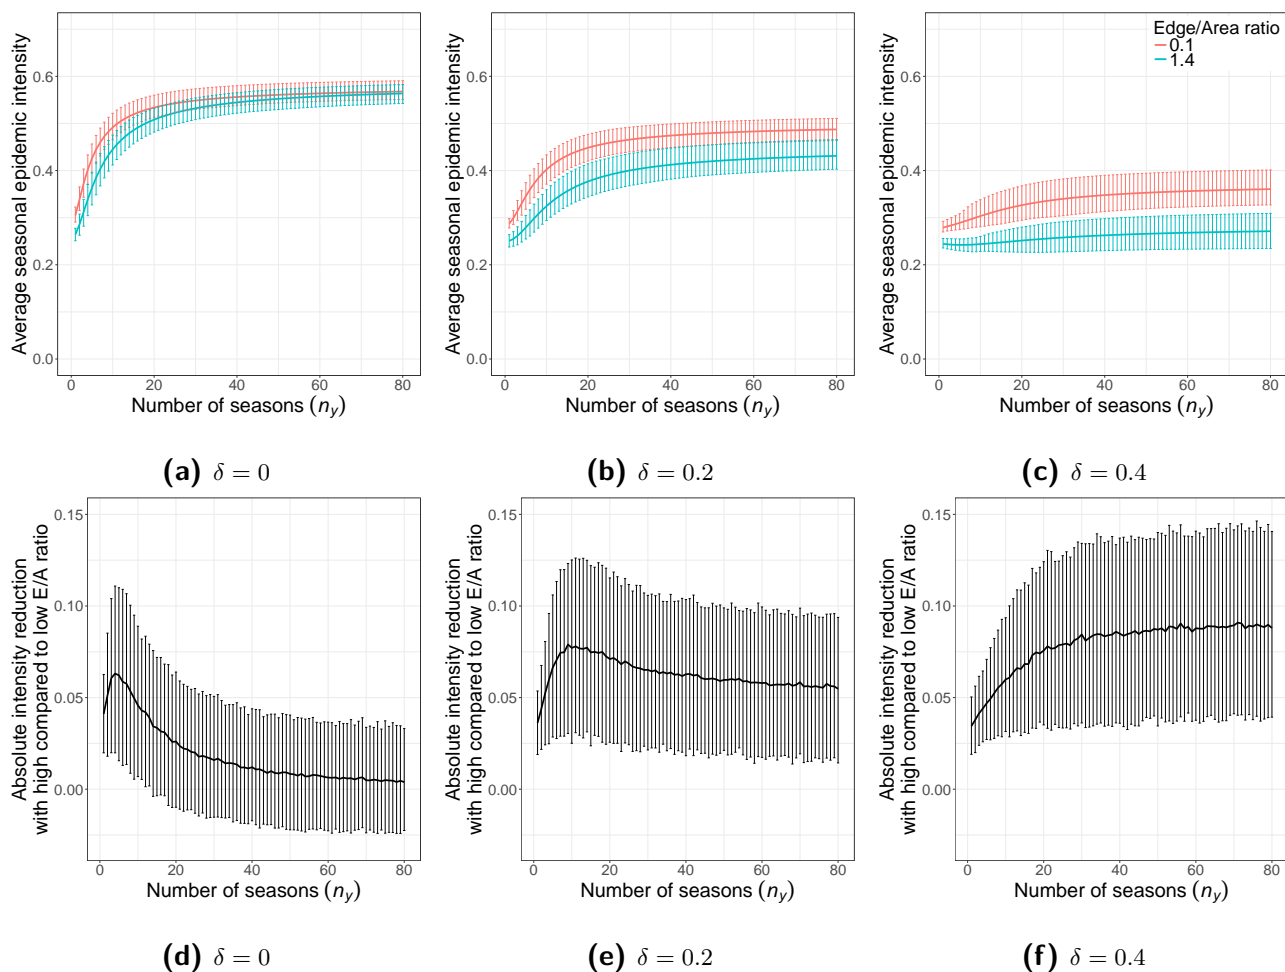 Average seasonal epidemic intensity
0.6
0.4
0.2
0.0
0 20 40 60 80
Number of seasons (n_y)
(a) δ = 0
Average seasonal epidemic intensity
0.6
0.4
0.2
0.0
0 20 40 60 80
Number of seasons (n_y)
(b) δ = 0.2
Average seasonal epidemic intensity
Edge/Area ratio
0.1
1.4
0.6
0.4
0.2
0.0
0 20 40 60 80
Number of seasons (n_y)
(c) δ = 0.4
Absolute intensity reduction
with high compared to low E/A ratio
0.15
0.10
0.05
0.00
0 20 40 60 80
Number of seasons (n_y)
(d) δ = 0
Absolute intensity reduction
with high compared to low E/A ratio
0.15
0.10
0.05
0.00
0 20 40 60 80
Number of seasons (n_y)
(e) δ = 0.2
Absolute intensity reduction
with high compared to low E/A ratio
0.15
0.10
0.05
0.00
0 20 40 60 80
Number of seasons (n_y)
(f) δ = 0.4